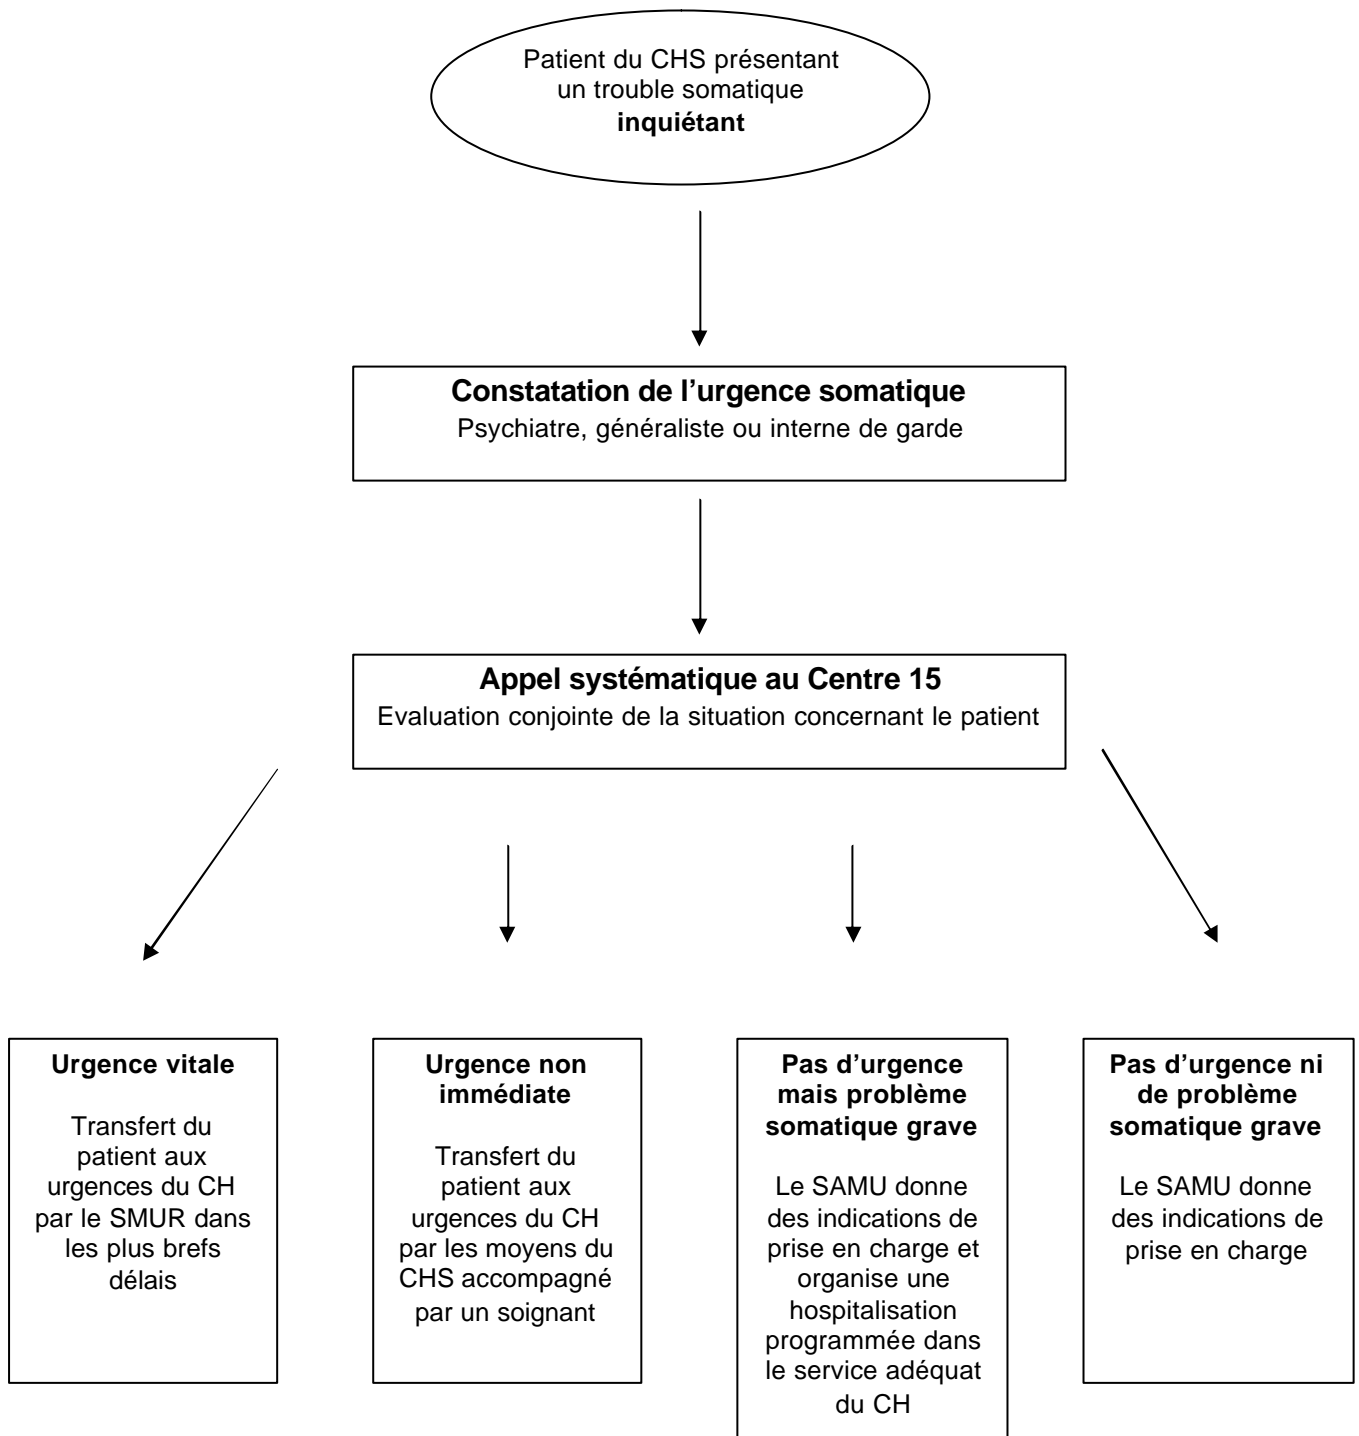 Patient du CHS présentant
un trouble somatique
inquiétant
Constatation de l’urgence somatique
Psychiatre, généraliste ou interne de garde
Appel systématique au Centre 15
Evaluation conjointe de la situation concernant le patient
Urgence vitale
Transfert du
patient aux
urgences du CH
par le SMUR dans
les plus brefs
délais
Urgence non
immédiate
Transfert du
patient aux
urgences du CH
par les moyens du
CHS accompagné
par un soignant
Pas d’urgence
mais problème
somatique grave
Le SAMU donne
des indications de
prise en charge et
organise une
hospitalisation
programmée dans
le service adéquat
du CH
Pas d’urgence ni
de problème
somatique grave
Le SAMU donne
des indications de
prise en charge